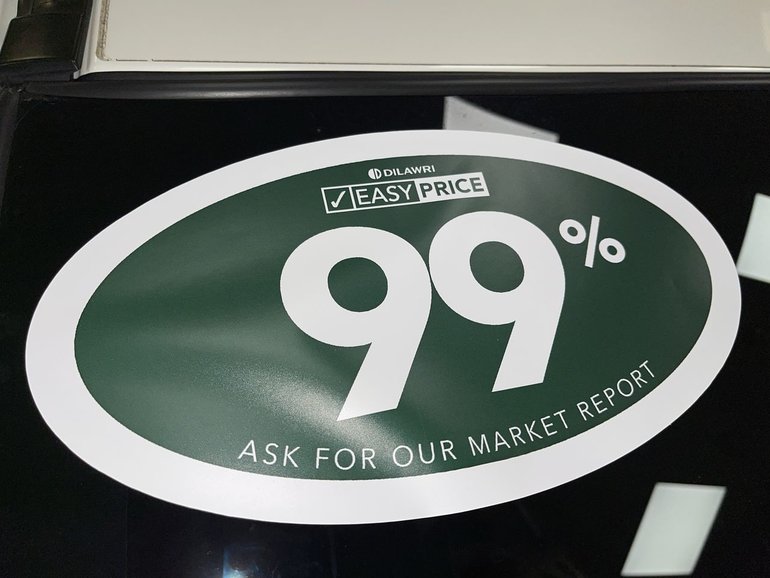 DILAWRI
✓ EASY PRICE
99%
ASK FOR OUR MARKET REPORT